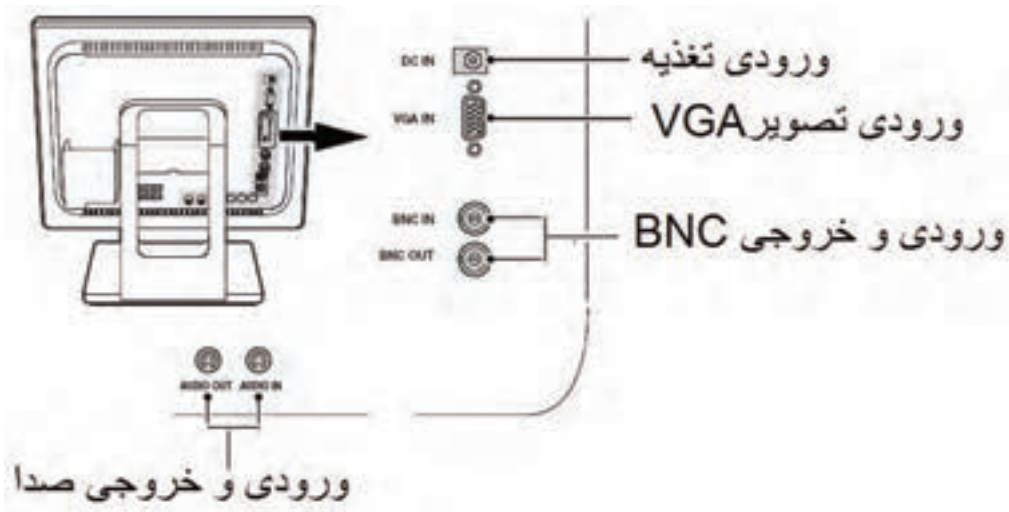 DC IN
ورودی تغذیه
VGA IN
ورودی تصویرVGA
BNC IN
BNC OUT
ورودی و خروجی BNC
AUDIO OUT AUDIO IN
ورودی و خروجی صدا